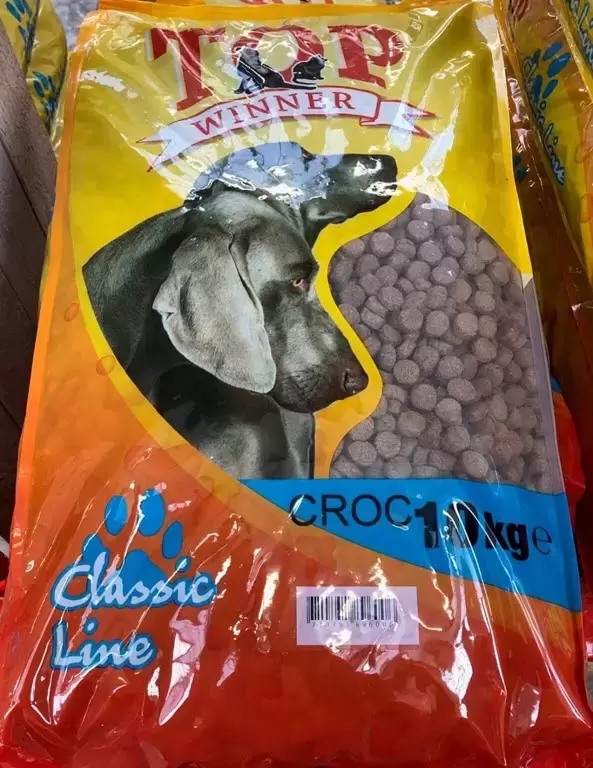 TOP
WINNER
CROC 10 kg e
Classic
Line